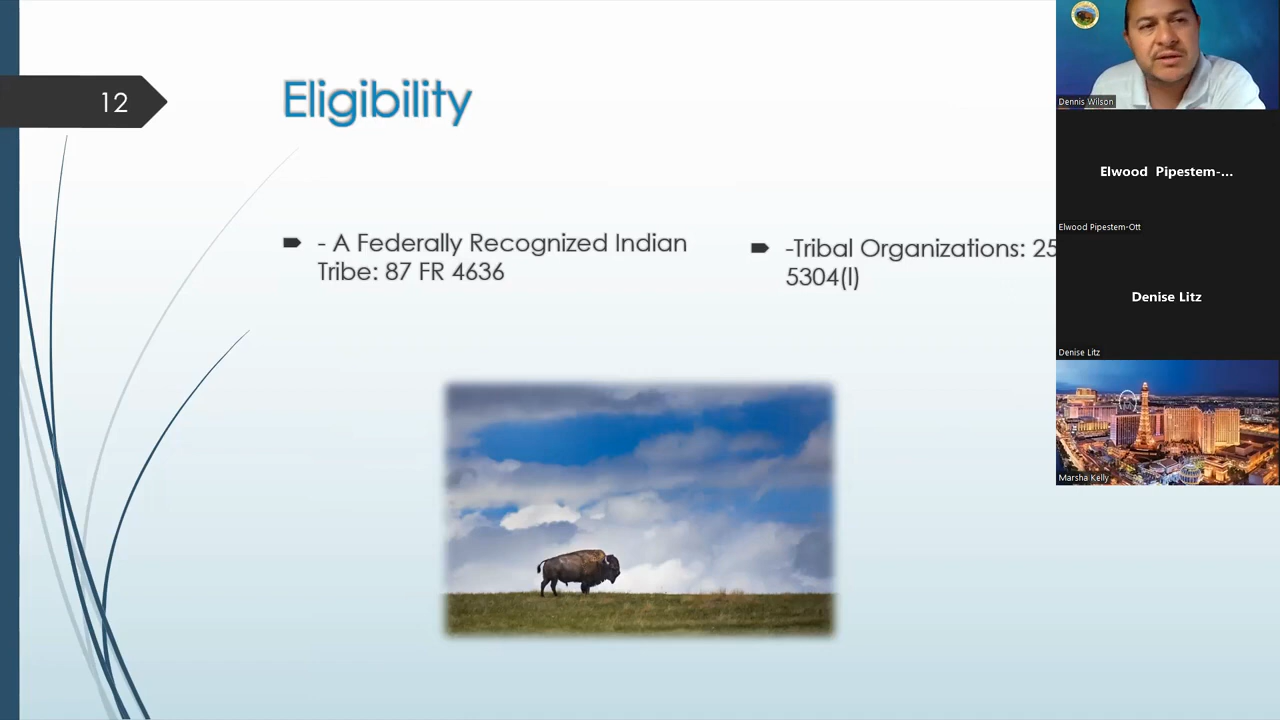 12
Eligibility
- A Federally Recognized Indian
Tribe: 87 FR 4636
-Tribal Organizations: 25
5304(l)
Dennis Wilson
Elwood Pipestem-...
Elwood Pipestem-Ott
Denise Litz
Denise Litz
Marsha Kelly